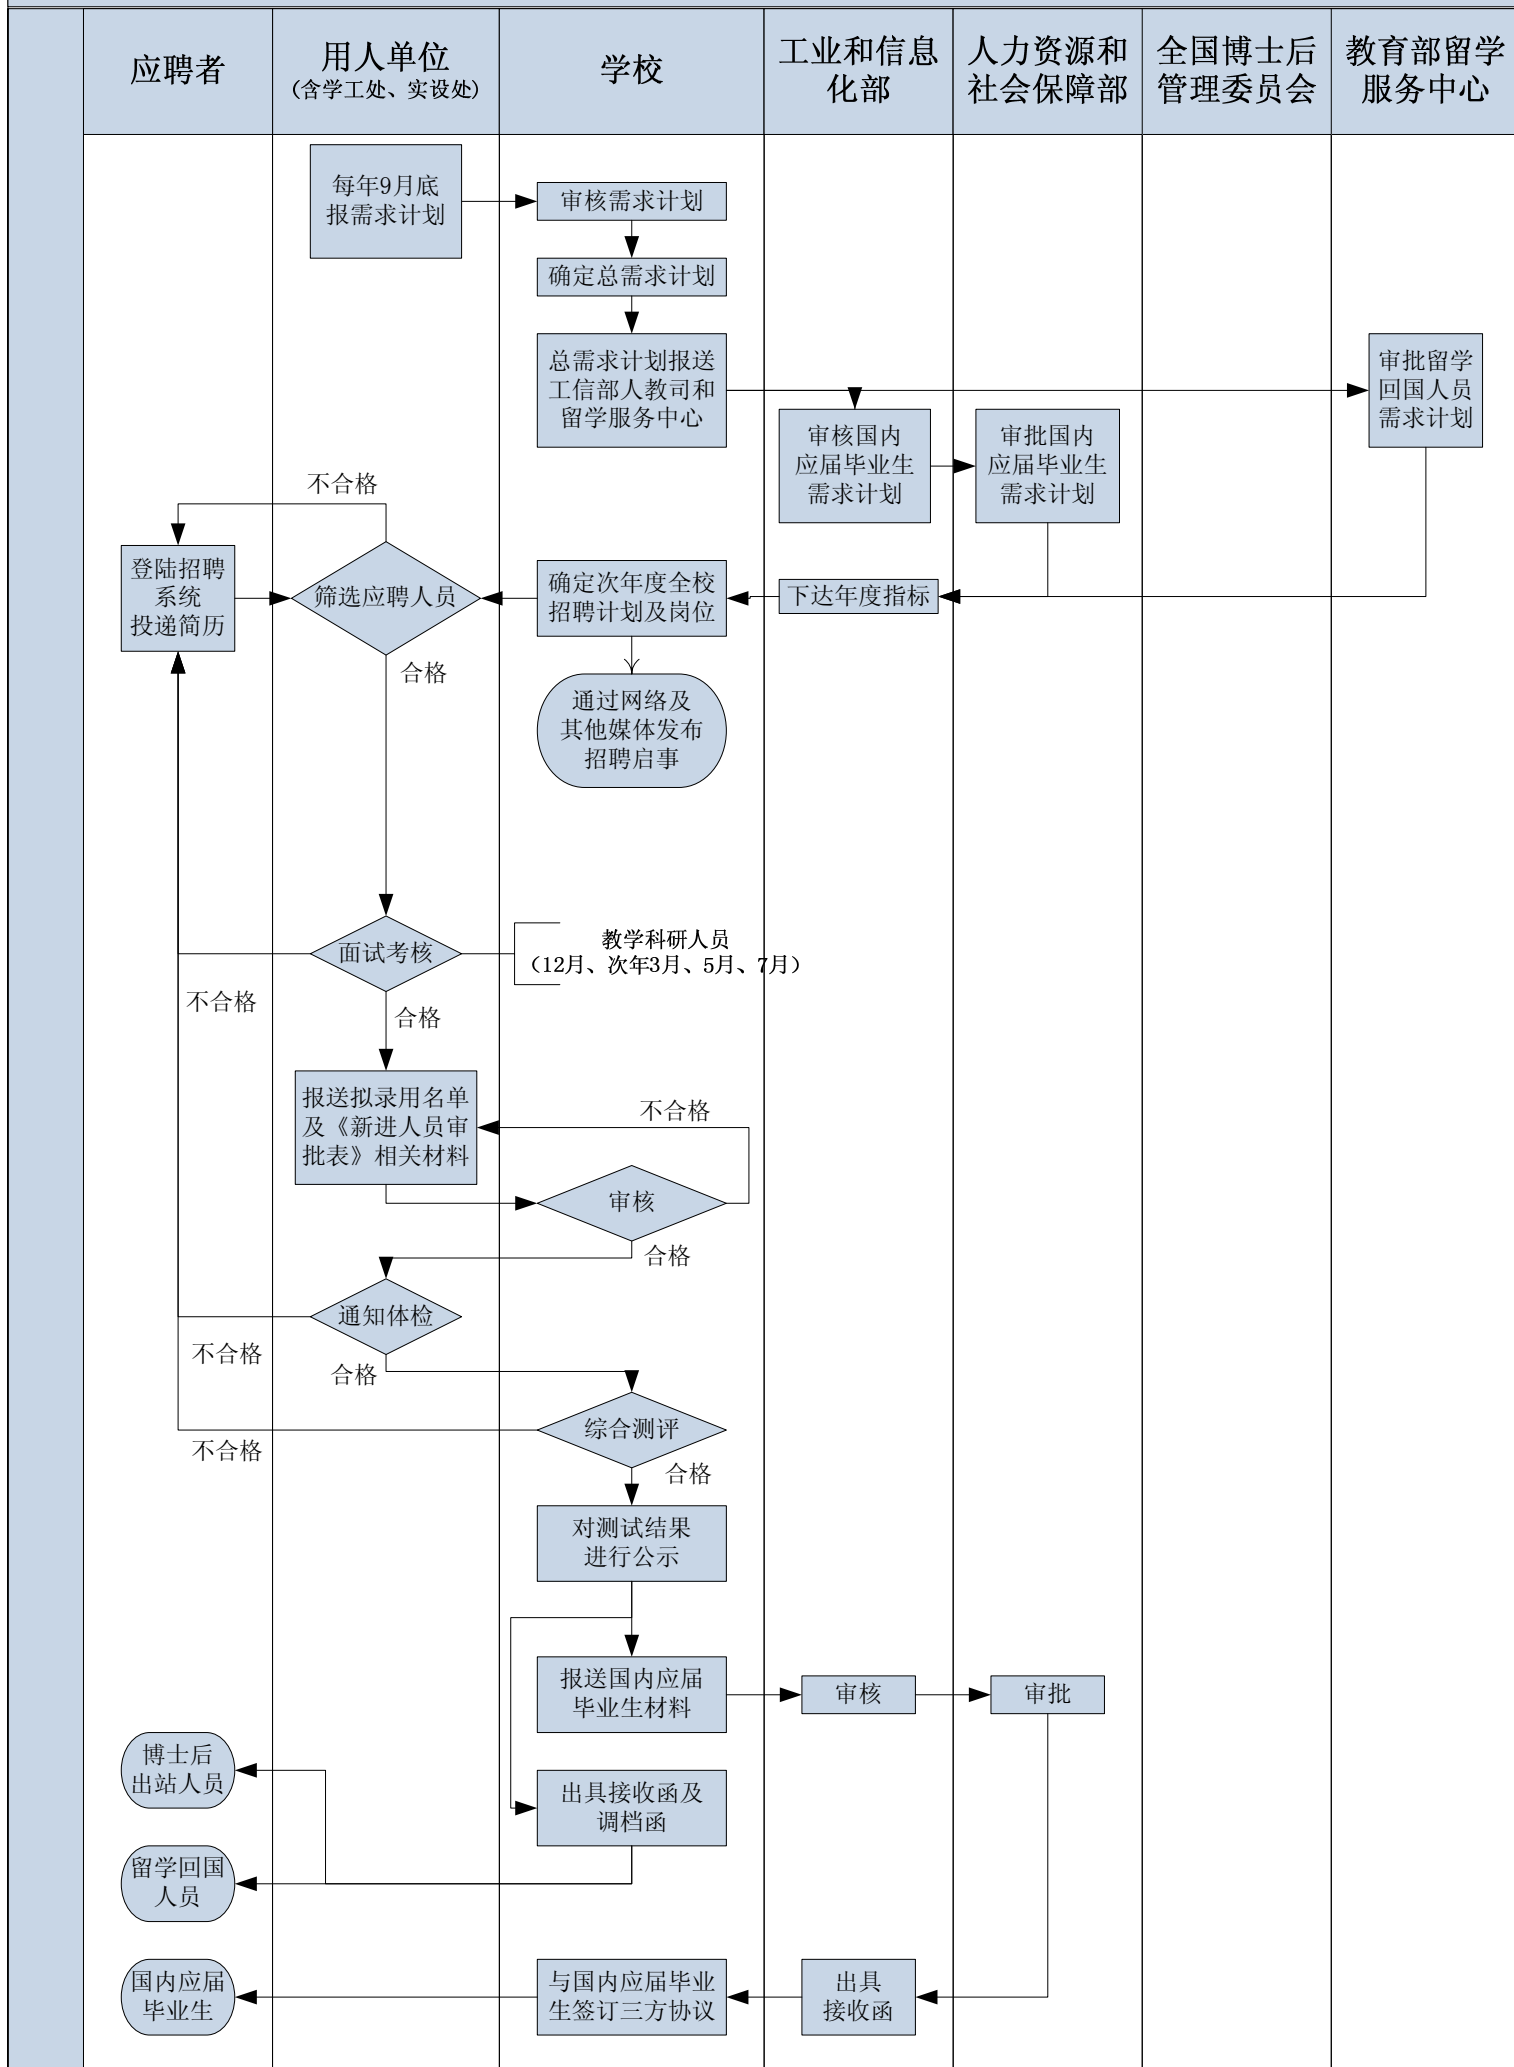 应聘者
用人单位
(含学工处、实设处)
学校
工业和信息
化部
人力资源和
社会保障部
全国博士后
管理委员会
教育部留学
服务中心
每年9月底
报需求计划
审核需求计划
确定总需求计划
总需求计划报送
工信部人教司和
留学服务中心
审批留学
回国人员
需求计划
审核国内
应届毕业生
需求计划
审批国内
应届毕业生
需求计划
不合格
登陆招聘
系统
投递简历
筛选应聘人员
确定次年度全校
招聘计划及岗位
下达年度指标
合格
通过网络及
其他媒体发布
招聘启事
面试考核
教学科研人员
（12月、次年3月、5月、7月）
不合格
合格
报送拟录用名单
及《新进人员审
批表》相关材料
不合格
审核
合格
通知体检
不合格
合格
综合测评
不合格
合格
对测试结果
进行公示
报送国内应届
毕业生材料
审核
审批
博士后
出站人员
出具接收函及
调档函
留学回国
人员
国内应届
毕业生
与国内应届毕业
生签订三方协议
出具
接收函